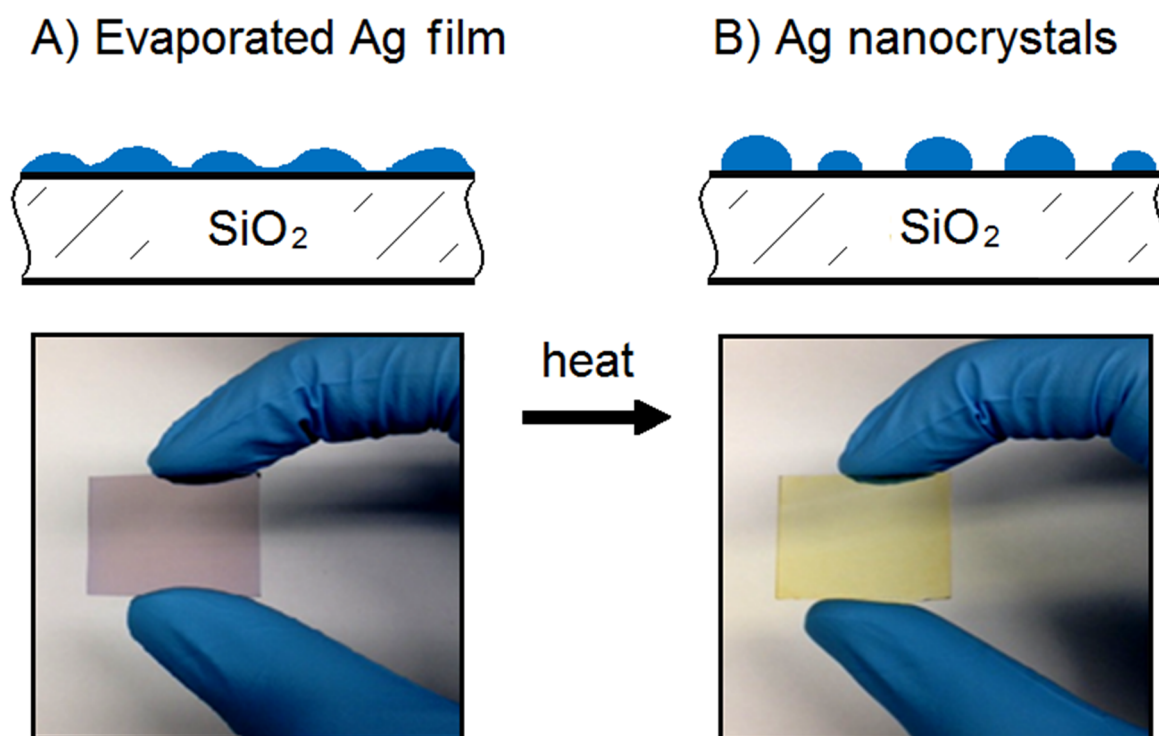 A) Evaporated Ag film
B) Ag nanocrystals
SiO₂
SiO₂
heat